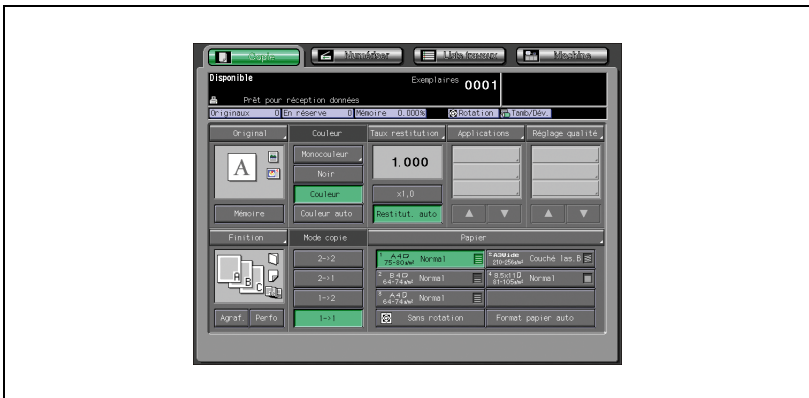 Copie Numériser Liste travaux Machine
Disponible Exemplaires 0001
Prêt pour réception données
Originaux 0 En réserve 0 Mémoire 0.000% Rotation Tamb/Dév.
Original Couleur Taux restitution Applications Réglage qualité
Monocouleur
1.000
A
Noir
Couleur x1,0
Mémoire Couleur auto Restitut. auto
Finition Mode copie Papier
2->2 1 A4 75-80g/m² Normal 210-256g/m² Couché las.B
2->1 2 B4 64-74g/m² Normal 4 8.5x11 81-105g/m² Normal
A B C
1->2 3 A4 64-74g/m² Normal
Agraf. Perfo 1->1 Sans rotation Format papier auto